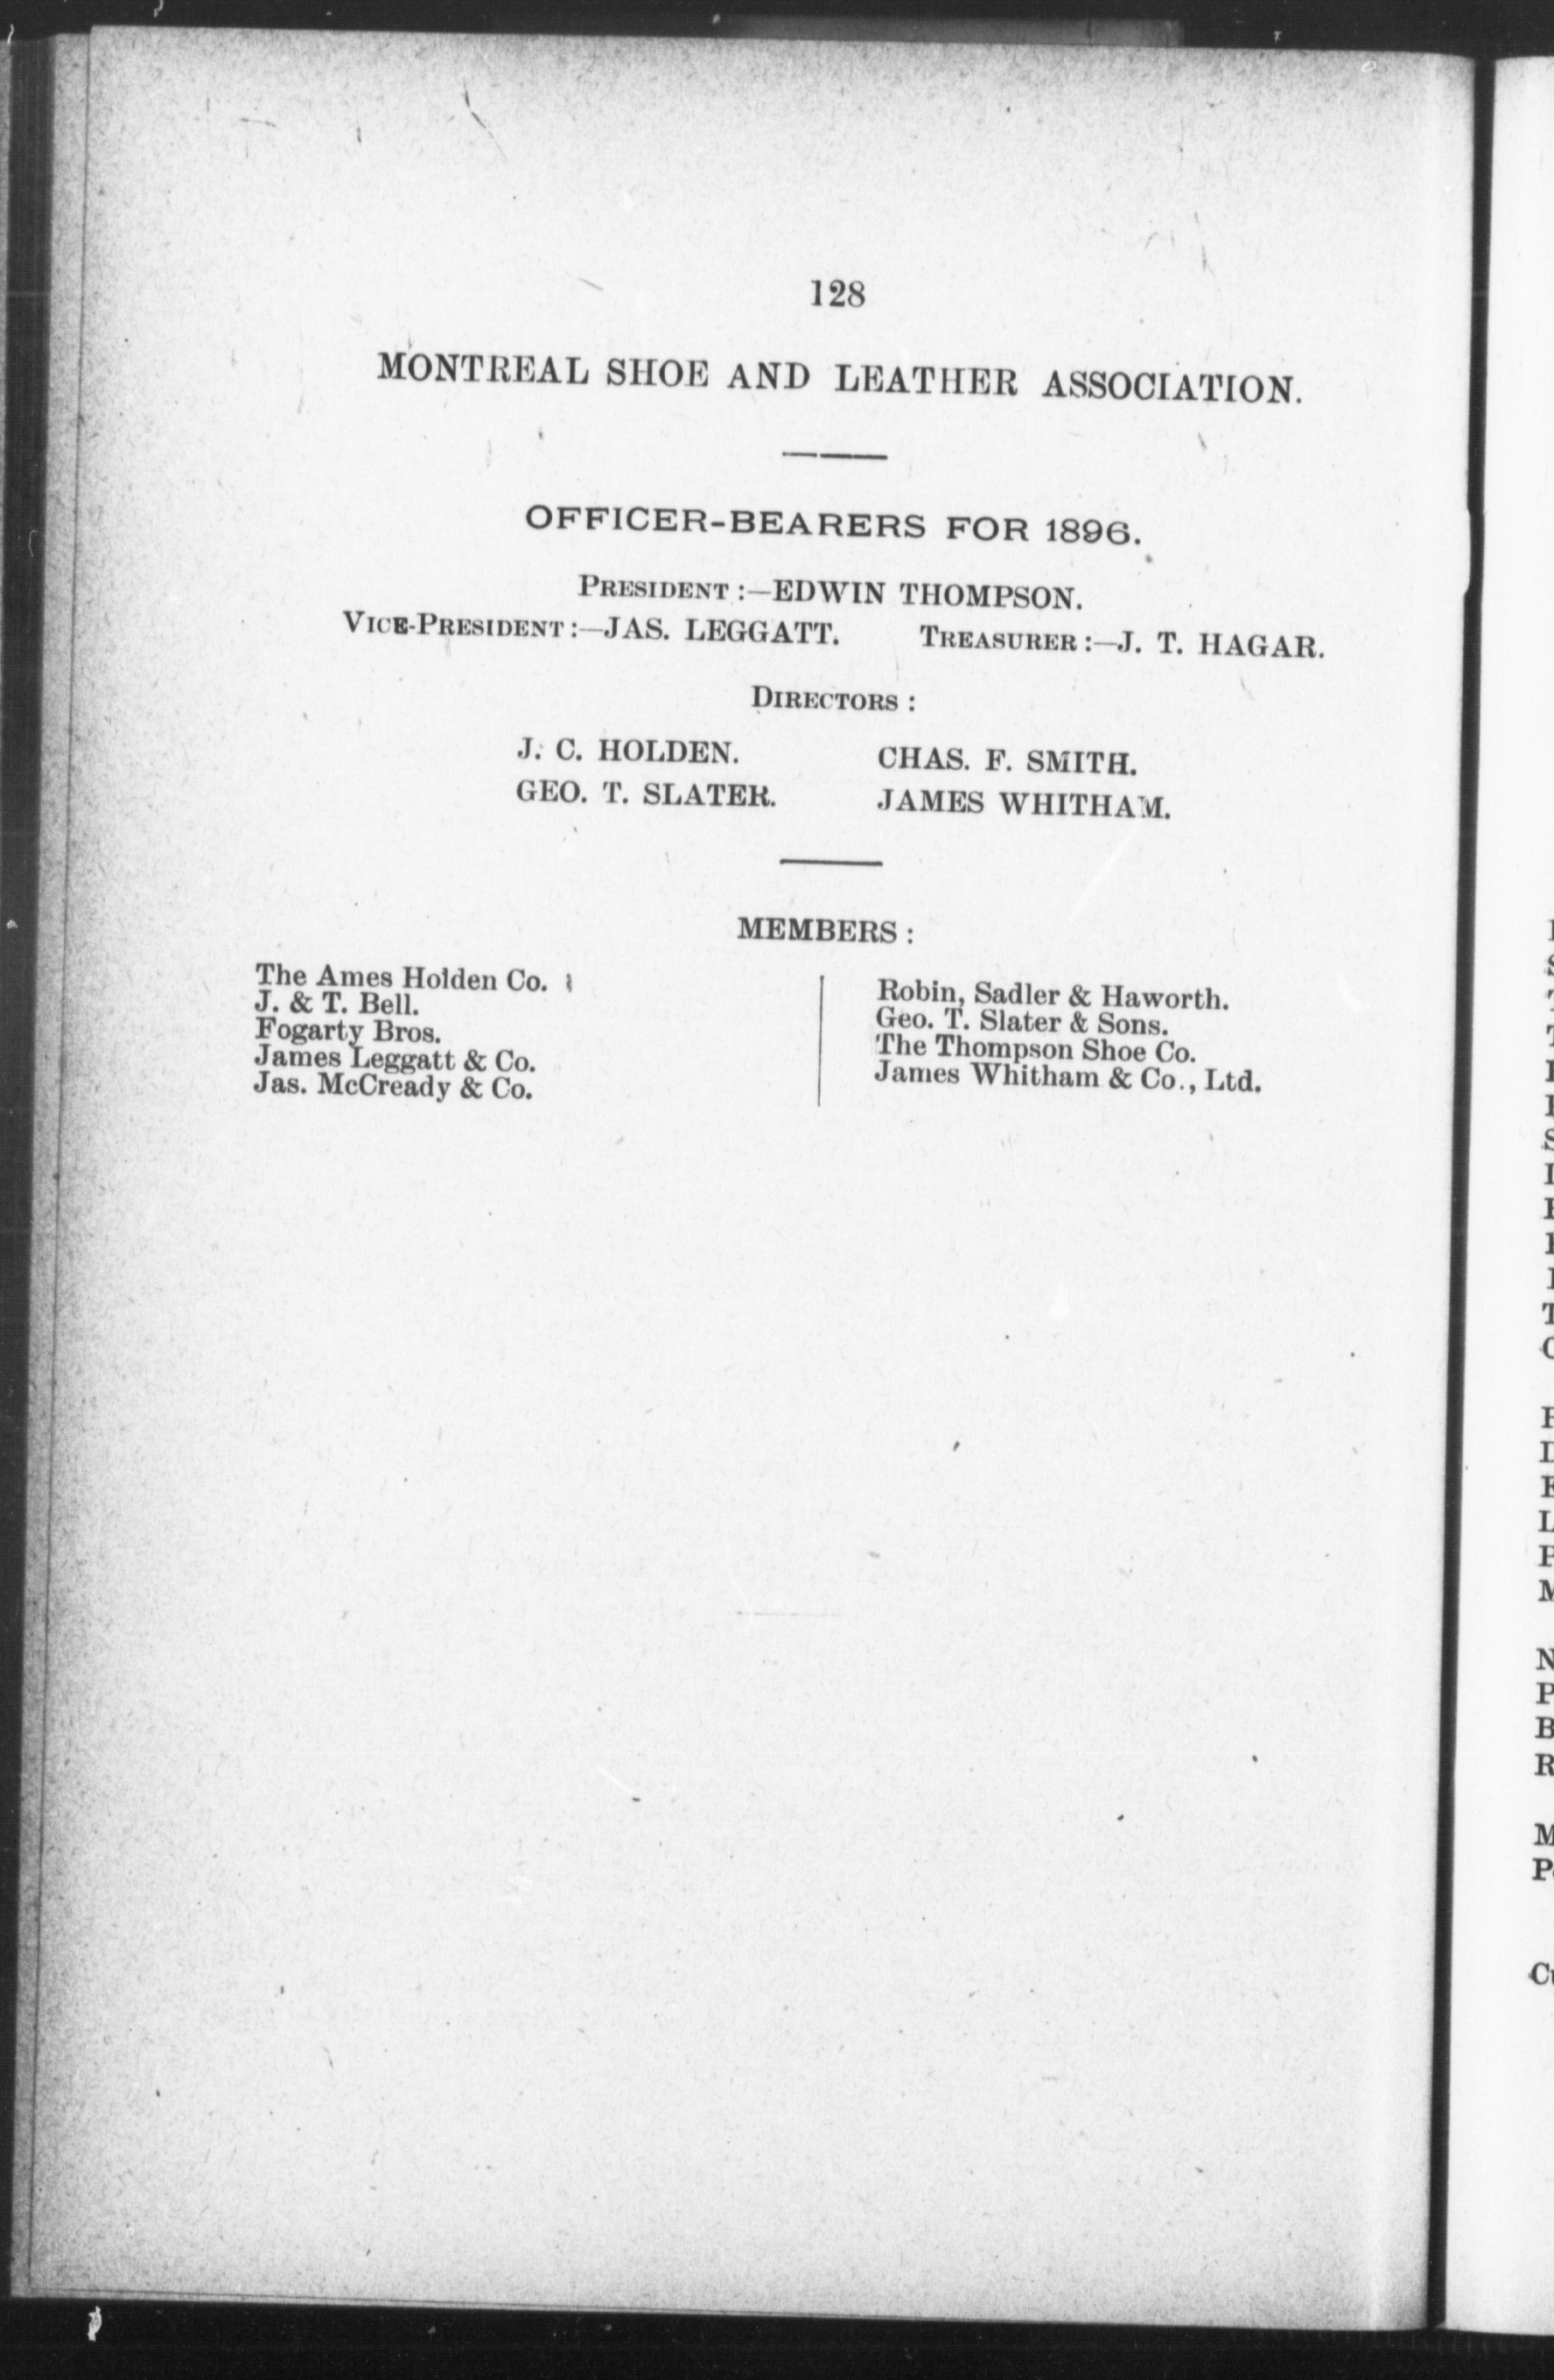 128
MONTREAL SHOE AND LEATHER ASSOCIATION.
OFFICER-BEARERS FOR 1896.
PRESIDENT :—EDWIN THOMPSON.
VICE-PRESIDENT :—JAS. LEGGATT. TREASURER :—J. T. HAGAR.
DIRECTORS :
J. C. HOLDEN. CHAS. F. SMITH.
GEO. T. SLATER. JAMES WHITHAM.
MEMBERS :
The Ames Holden Co.
J. & T. Bell.
Fogarty Bros.
James Leggatt & Co.
Jas. McCready & Co.
Robin, Sadler & Haworth.
Geo. T. Slater & Sons.
The Thompson Shoe Co.
James Whitham & Co., Ltd.